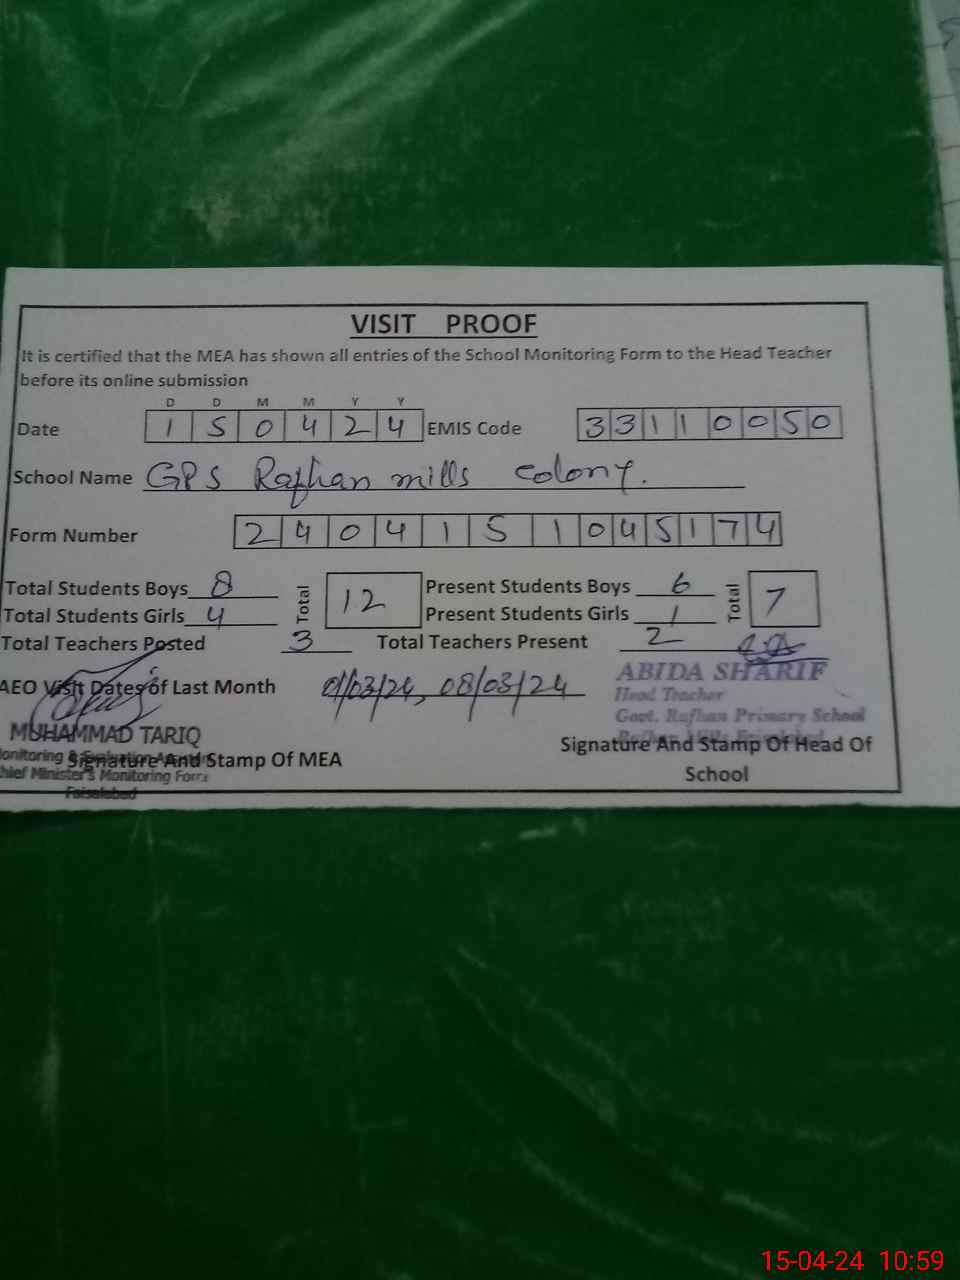 VISIT PROOF
It is certified that the MEA has shown all entries of the School Monitoring Form to the Head Teacher
before its online submission
D D M M Y Y
Date 1 5 0 4 2 4 EMIS Code 3 3 1 1 0 0 5 0
School Name GPS Rafhan mills colony.
Form Number 2 4 0 4 1 5 1 0 4 5 1 7 4
Total Students Boys 8 Total 12 Present Students Boys 6 Total 7
Total Students Girls 4 Present Students Girls 1
Total Teachers Posted 3 Total Teachers Present 2
AEO Visit Dates of Last Month 01/03/24, 08/03/24
ABIDA SHARIF
Head Teacher
Govt. Rafhan Primary School
Rafhan Mills Faisalabad
MUHAMMAD TARIQ
Monitoring & Evaluation
Chief Minister's Monitoring Force
Faisalabad
Signature And Stamp Of MEA
Signature And Stamp Of Head Of
School
15-04-24 10:59